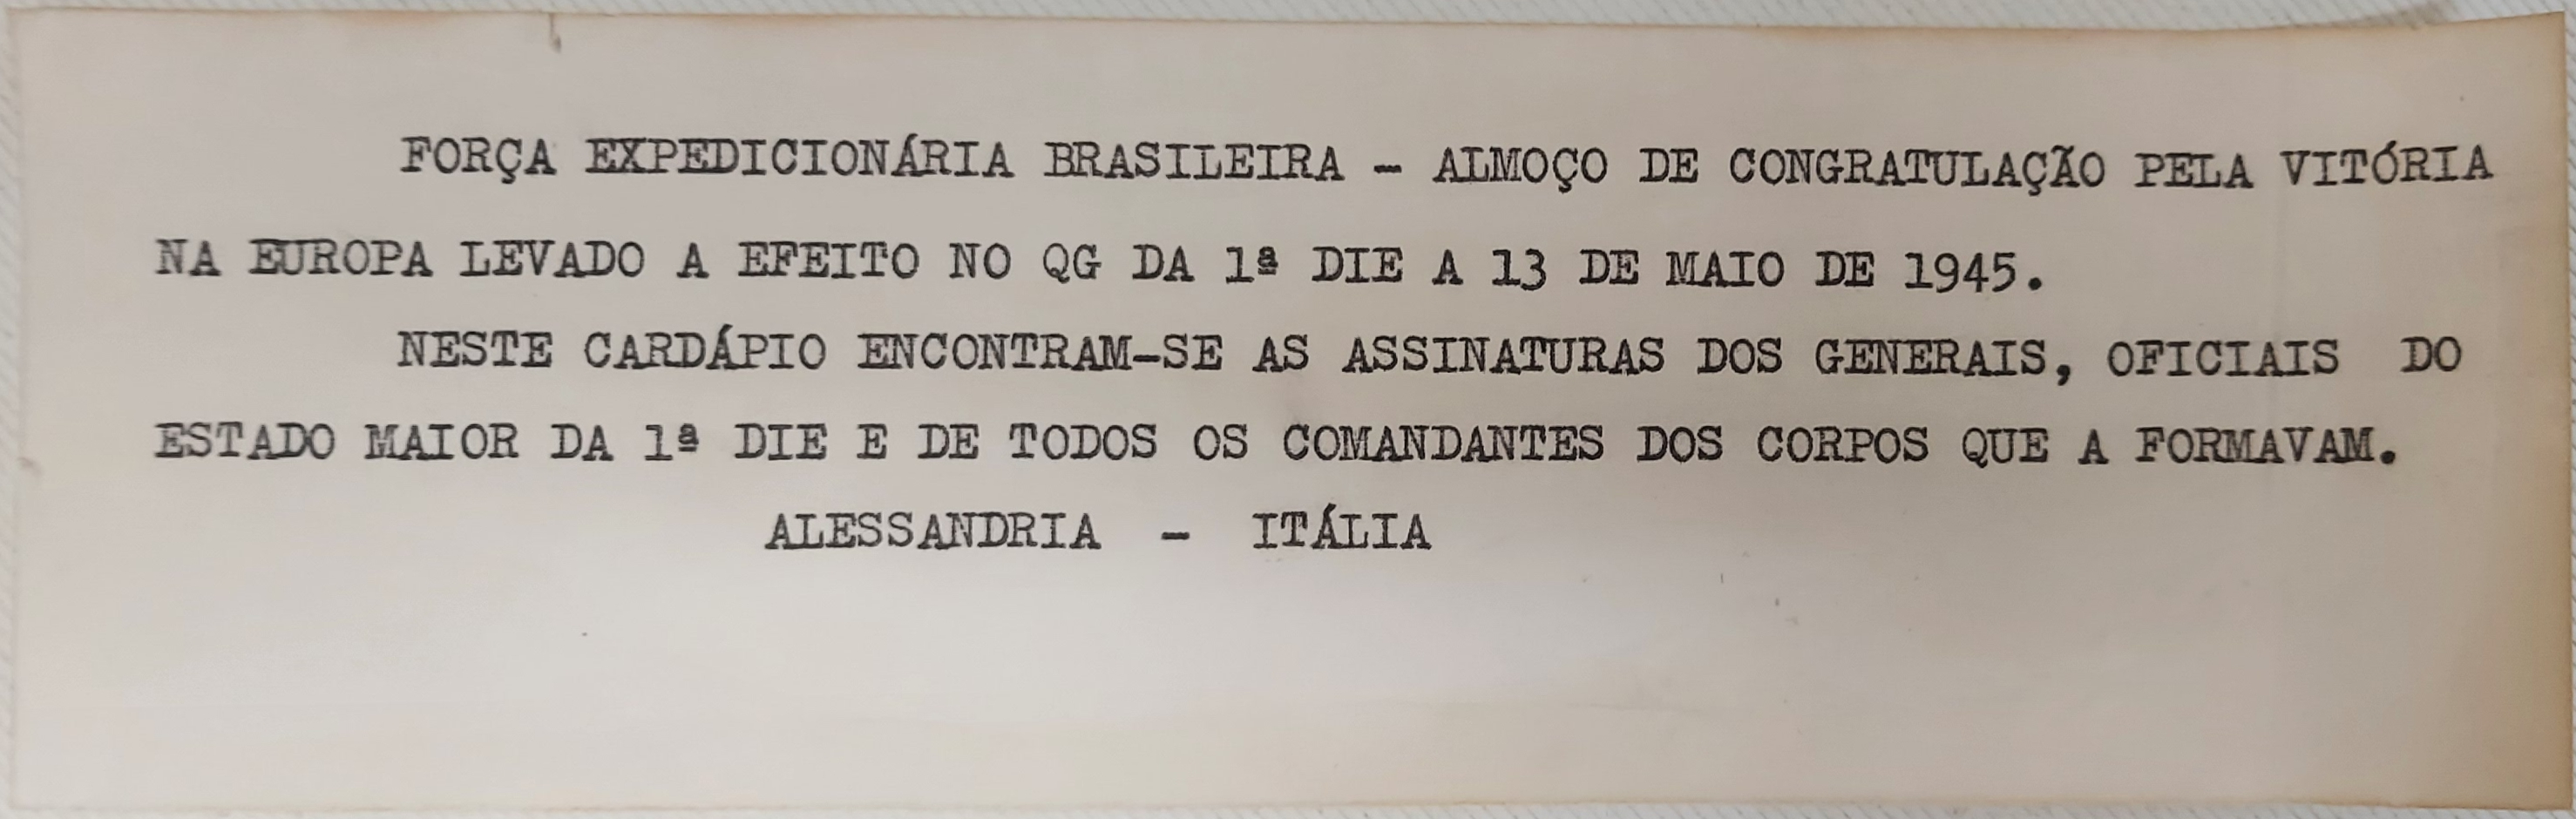 FORÇA EXPEDICIONÁRIA BRASILEIRA - ALMOÇO DE CONGRATULAÇÃO PELA VITÓRIA
NA EUROPA LEVADO A EFEITO NO QG DA 1ª DIE A 13 DE MAIO DE 1945.
NESTE CARDÁPIO ENCONTRAM-SE AS ASSINATURAS DOS GENERAIS, OFICIAIS DO
ESTADO MAIOR DA 1ª DIE E DE TODOS OS COMANDANTES DOS CORPOS QUE A FORMAVAM.
ALESSANDRIA - ITÁLIA